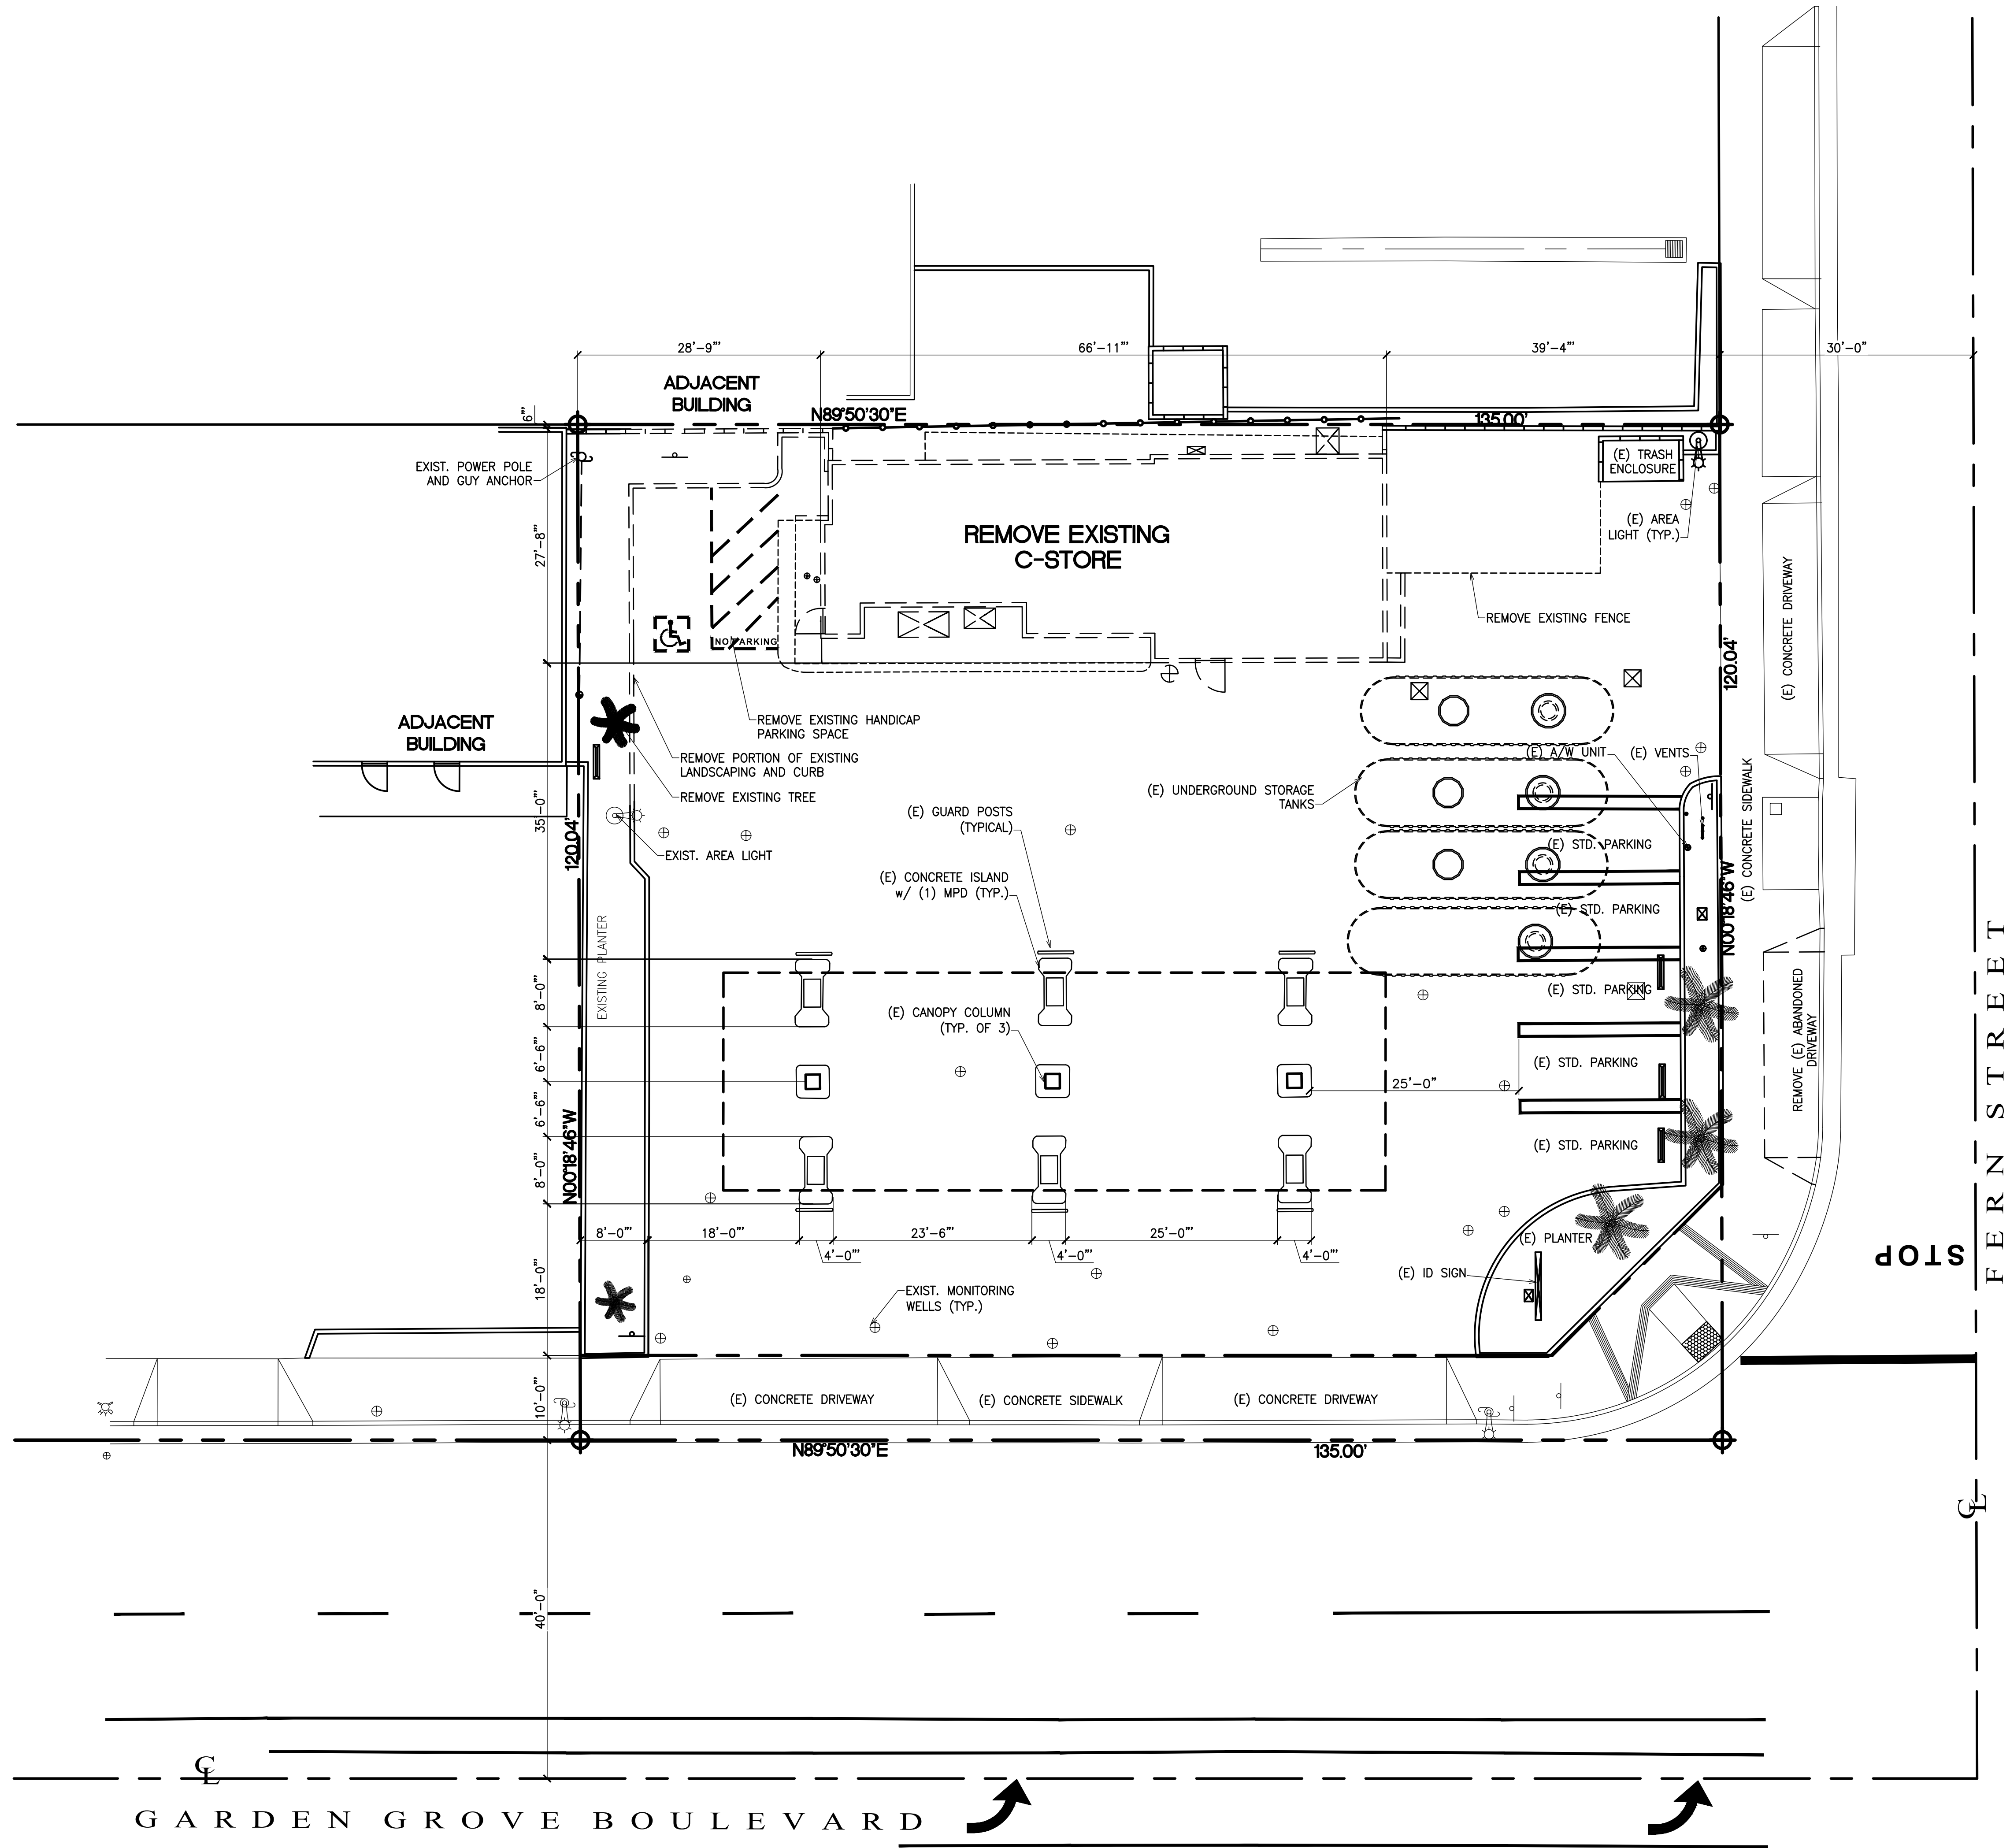 28'-9"'
66'-11"'
39'-4"'
30'-0"
ADJACENT
BUILDING
6"'
N89°50'30"E
135.00'
EXIST. POWER POLE
AND GUY ANCHOR
(E) TRASH
ENCLOSURE
(E) AREA
LIGHT (TYP.)
REMOVE EXISTING
C-STORE
27'-8"'
(E) CONCRETE DRIVEWAY
REMOVE EXISTING FENCE
NO PARKING
120.04'
ADJACENT
BUILDING
REMOVE EXISTING HANDICAP
PARKING SPACE
REMOVE PORTION OF EXISTING
LANDSCAPING AND CURB
REMOVE EXISTING TREE
(E) A/W UNIT
(E) VENTS
(E) UNDERGROUND STORAGE
TANKS
(E) GUARD POSTS
(TYPICAL)
35'-0"'
120.04'
EXIST. AREA LIGHT
(E) STD. PARKING
(E) CONCRETE SIDEWALK
(E) CONCRETE ISLAND
w/ (1) MPD (TYP.)
(E) STD. PARKING
N00°18'46"W
EXISTING PLANTER
8'-0"'
(E) STD. PARKING
(E) CANOPY COLUMN
(TYP. OF 3)
REMOVE (E) ABANDONED
DRIVEWAY
6'-6"'
(E) STD. PARKING
25'-0"
6'-6"'
N00°18'46"W
(E) STD. PARKING
8'-0"'
8'-0"'
18'-0"'
23'-6"'
25'-0"'
4'-0"'
4'-0"'
4'-0"'
(E) PLANTER
STOP
FERN STREET
18'-0"'
(E) ID SIGN
EXIST. MONITORING
WELLS (TYP.)
10'-0"'
(E) CONCRETE DRIVEWAY
(E) CONCRETE SIDEWALK
(E) CONCRETE DRIVEWAY
N89°50'30"E
135.00'
CL
40'-0"
CL
GARDEN GROVE BOULEVARD